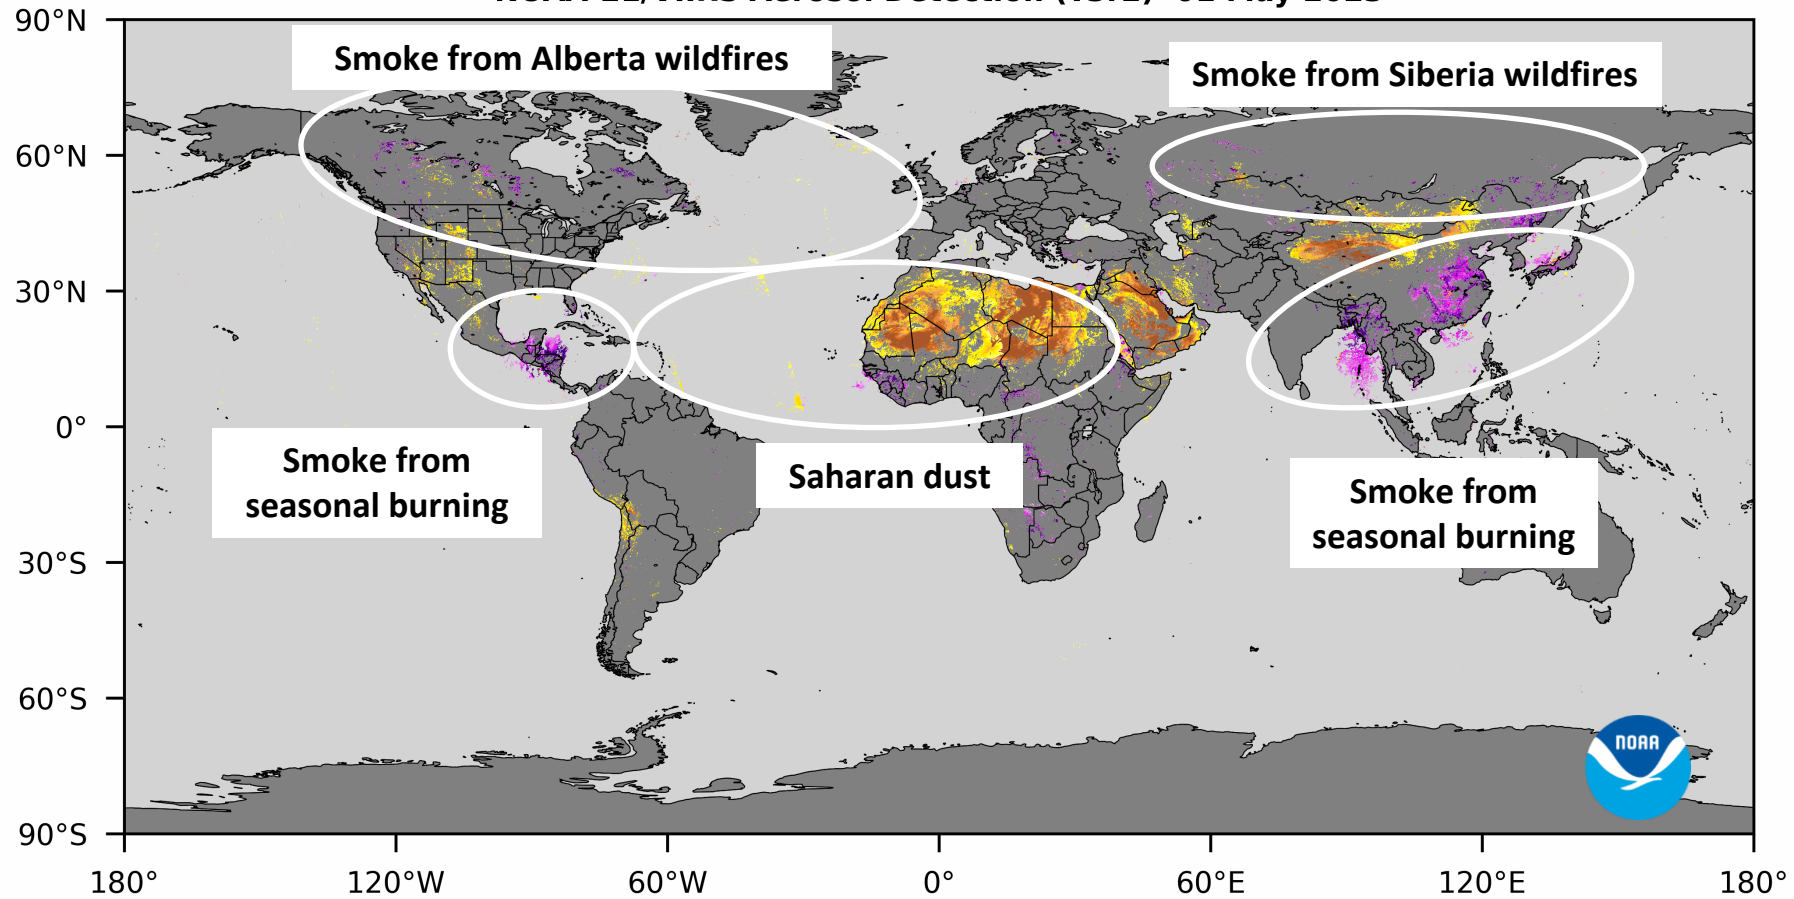 90°N
Smoke from Alberta wildfires
Smoke from Siberia wildfires
60°N
30°N
0°
Smoke from
seasonal burning
Saharan dust
Smoke from
seasonal burning
30°S
60°S
NOAA
90°S
180°
120°W
60°W
0°
60°E
120°E
180°